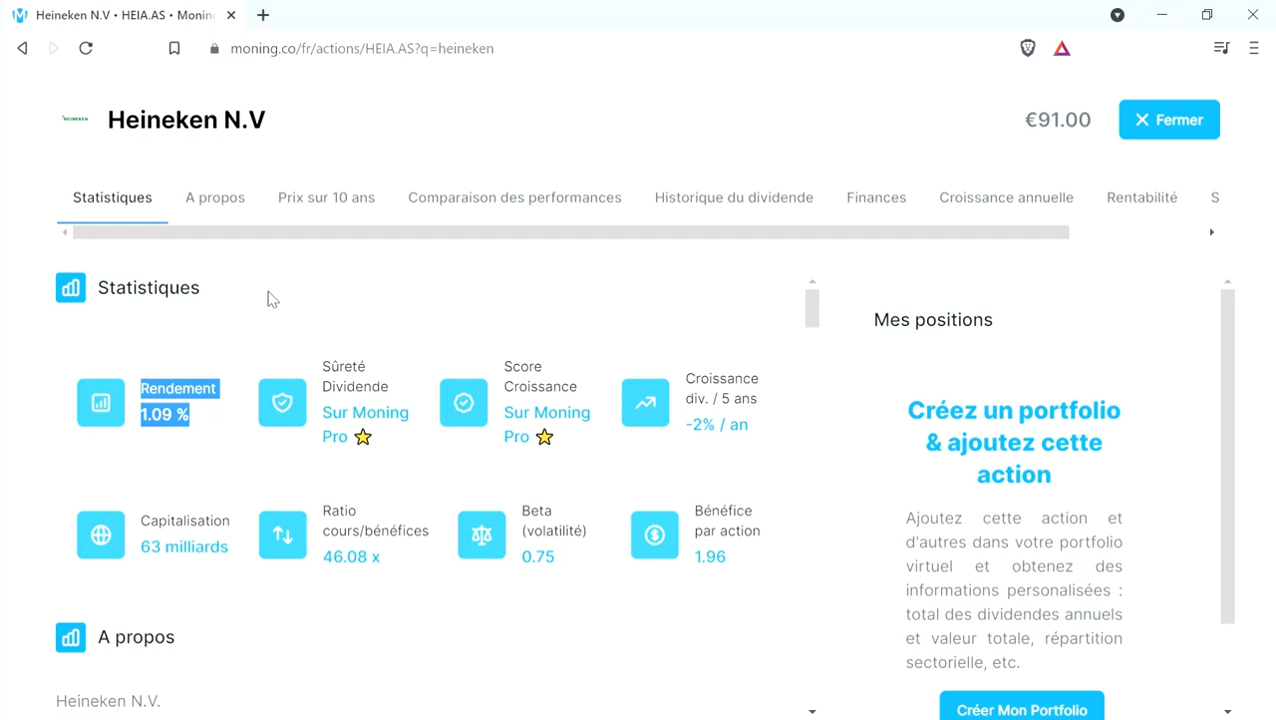 Heineken N.V • HEIA.AS • Monin
moning.co/fr/actions/HEIA.AS?q=heineken
HEINEKEN
Heineken N.V
€91.00
Fermer
Statistiques
A propos
Prix sur 10 ans
Comparaison des performances
Historique du dividende
Finances
Croissance annuelle
Rentabilité
S
Statistiques
Rendement
1.09 %
Sûreté
Dividende
Sur Moning
Pro
Score
Croissance
Sur Moning
Pro
Croissance
div. / 5 ans
-2% / an
Capitalisation
63 milliards
Ratio
cours/bénéfices
46.08 x
Beta
(volatilité)
0.75
Bénéfice
par action
1.96
A propos
Heineken N.V.
Mes positions
Créez un portfolio
& ajoutez cette
action
Ajoutez cette action et
d'autres dans votre portfolio
virtuel et obtenez des
informations personalisées :
total des dividendes annuels
et valeur totale, répartition
sectorielle, etc.
Créer Mon Portfolio